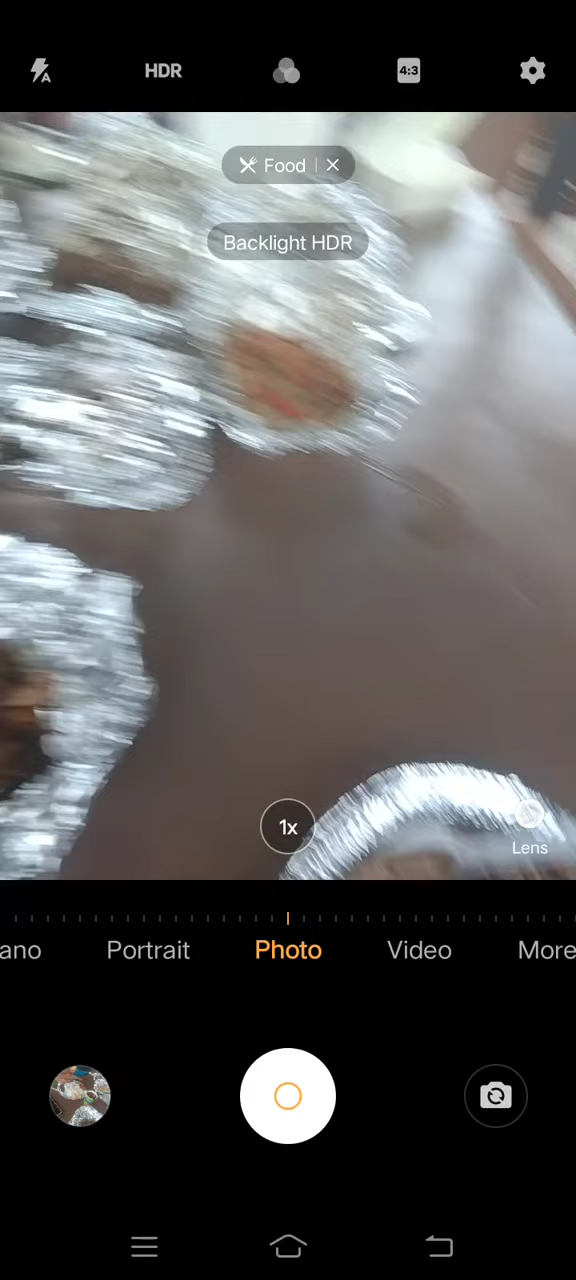 A
HDR
4:3
Food
Backlight HDR
1x
Lens
ano
Portrait
Photo
Video
More